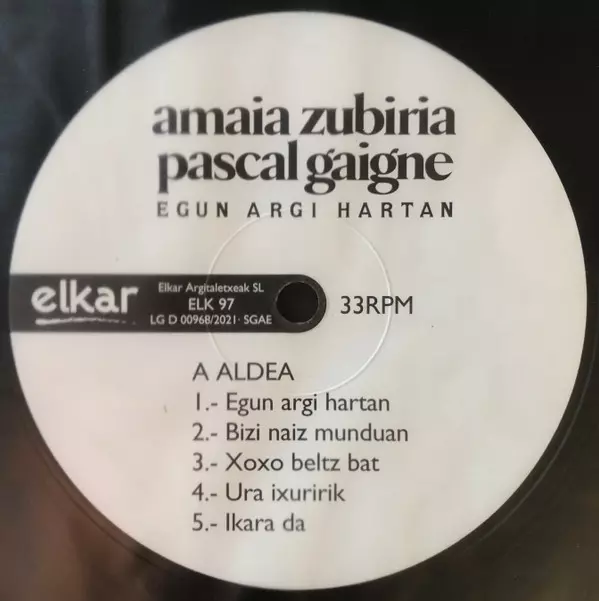 amaia zubiria
pascal gaigne
EGUN ARGI HARTAN
elkar
Elkar Argitaletxeak SL
ELK 97
LG D 00968/2021· SGAE
33RPM
A ALDEA
1.- Egun argi hartan
2.- Bizi naiz munduan
3.- Xoxo beltz bat
4.- Ura ixuririk
5.- Ikara da